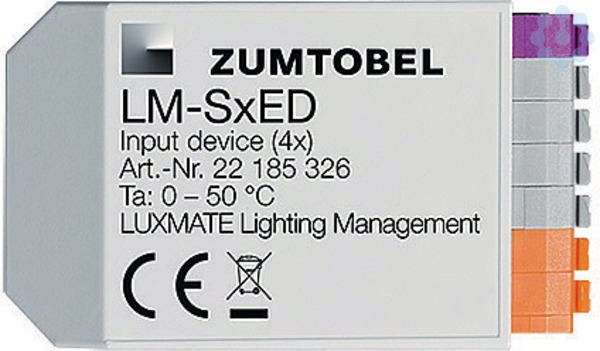 ZUMTOBEL
LM-SxED
Input device (4x)
Art.-Nr. 22 185 326
Ta: 0 – 50 °C
LUXMATE Lighting Management
CE